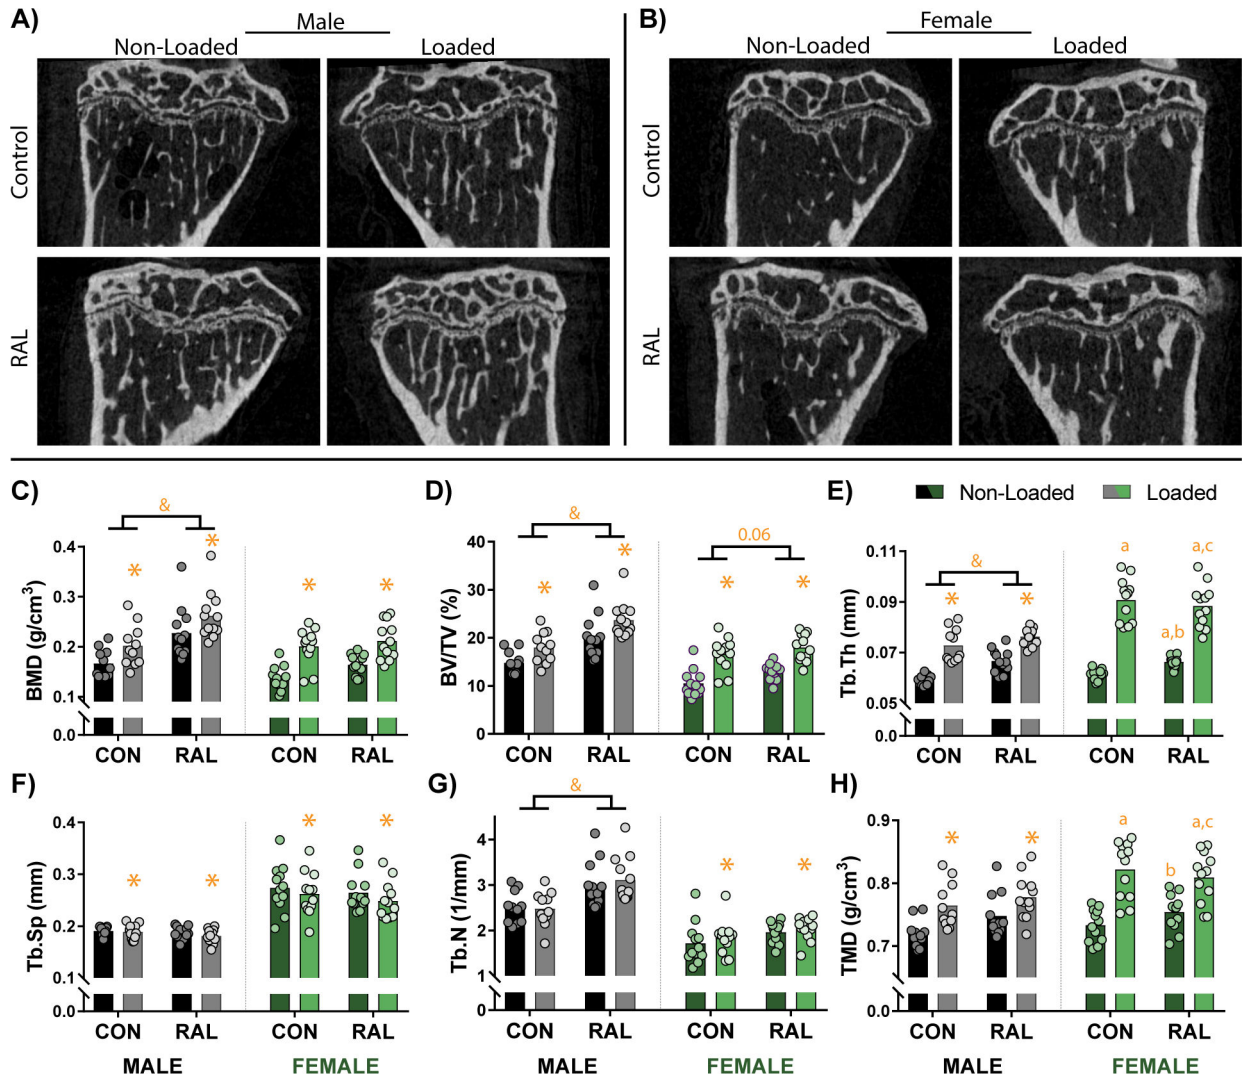 A)
Male
Non-Loaded
Loaded
Control
RAL
B)
Female
Non-Loaded
Loaded
Control
RAL
C)
&
BMD (g/cm3)
0.4
0.3
0.2
0.1
0.0
*
*
*
*
CON
RAL
CON
RAL
D)
&
0.06
BV/TV (%)
40
30
20
10
0
*
*
*
*
CON
RAL
CON
RAL
E)
Non-Loaded
Loaded
&
Tb.Th (mm)
0.11
0.09
0.07
0.05
0.0
*
*
a
a,b
a,c
CON
RAL
CON
RAL
F)
Tb.Sp (mm)
0.4
0.3
0.2
0.1
0.0
*
*
*
*
CON
RAL
CON
RAL
MALE
FEMALE
G)
&
Tb.N (1/mm)
4
3
2
1
0
*
*
CON
RAL
CON
RAL
MALE
FEMALE
H)
TMD (g/cm3)
0.9
0.8
0.7
0.0
*
*
a
b
a,c
CON
RAL
CON
RAL
MALE
FEMALE